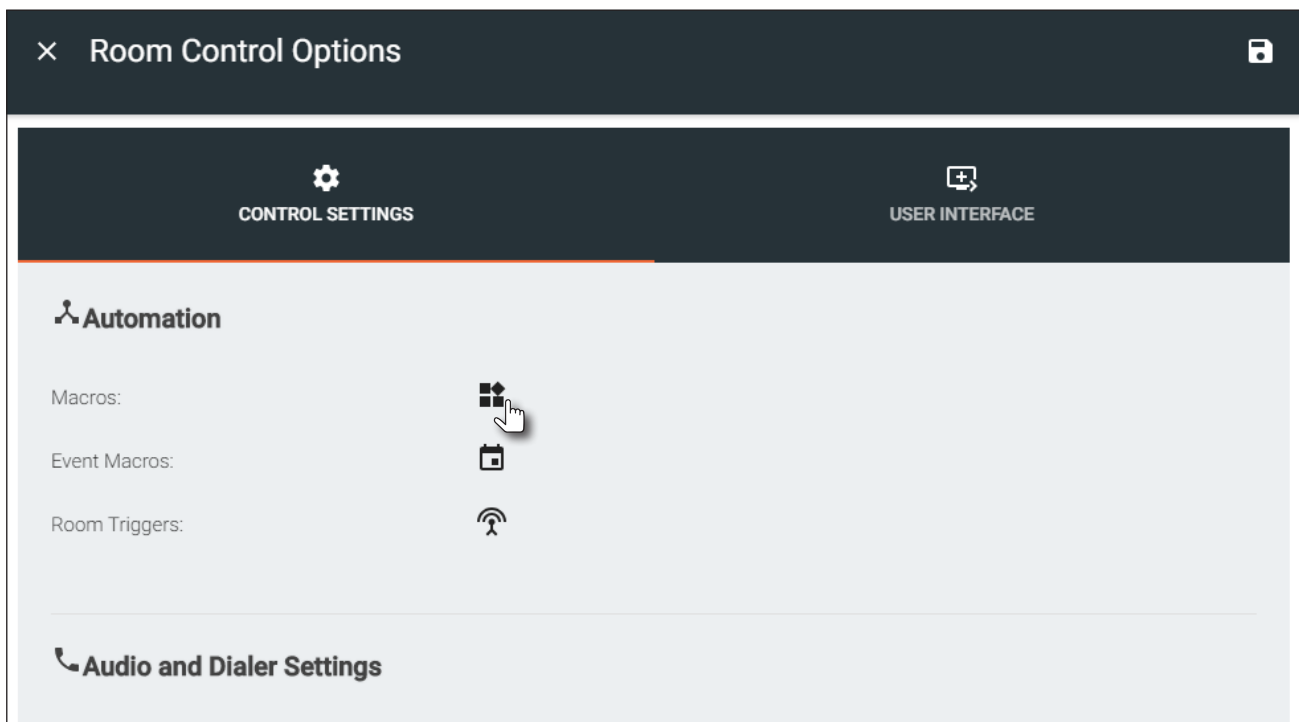 Room Control Options
CONTROL SETTINGS
USER INTERFACE
Automation
Macros:
Event Macros:
Room Triggers:
Audio and Dialer Settings